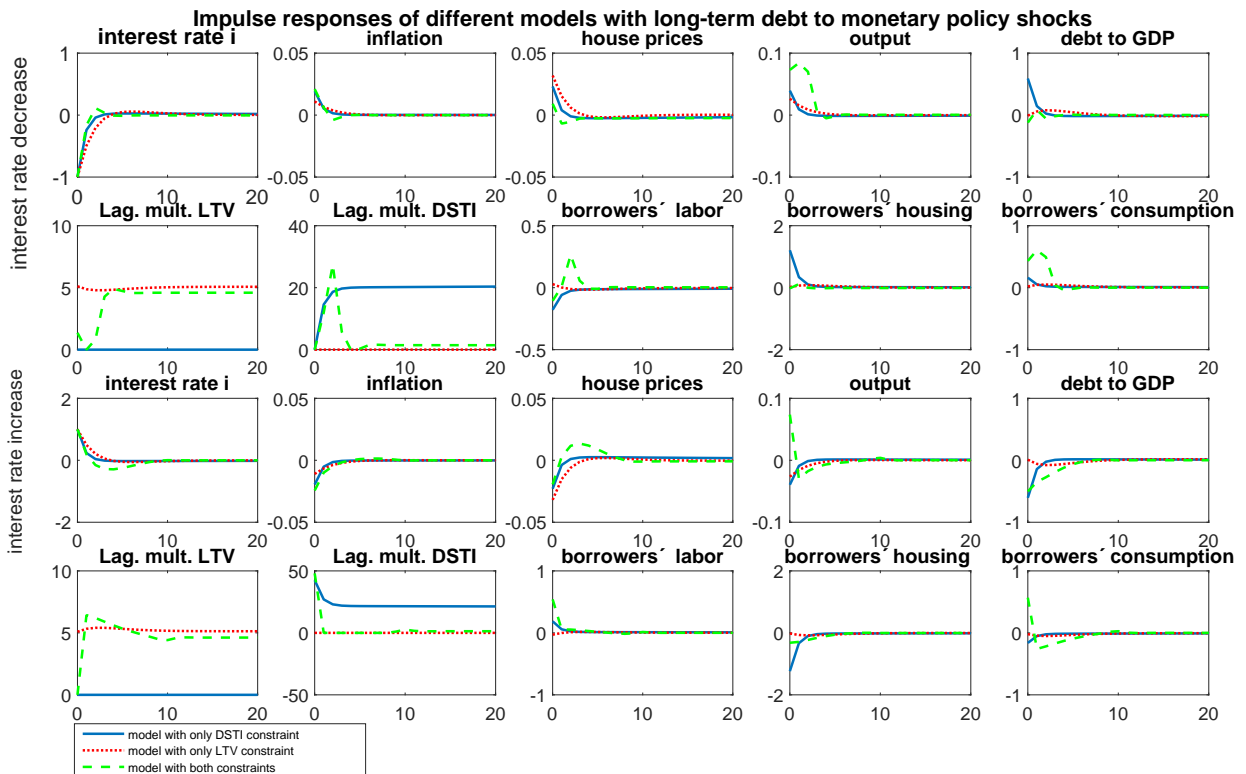 Impulse responses of different models with long-term debt to monetary policy shocks
interest rate decrease
interest rate i
1
0
-1
0 10 20
inflation
0.05
0
-0.05
0 10 20
house prices
0.05
0
-0.05
0 10 20
output
0.1
0
-0.1
0 10 20
debt to GDP
1
0
-1
0 10 20
Lag. mult. LTV
10
5
0
0 10 20
Lag. mult. DSTI
40
20
0
0 10 20
borrowers´ labor
0.5
0
-0.5
0 10 20
borrowers´ housing
2
0
-2
0 10 20
borrowers´ consumption
1
0
-1
0 10 20
interest rate increase
interest rate i
2
0
-2
0 10 20
inflation
0.05
0
-0.05
0 10 20
house prices
0.05
0
-0.05
0 10 20
output
0.1
0
-0.1
0 10 20
debt to GDP
1
0
-1
0 10 20
Lag. mult. LTV
10
5
0
0 10 20
Lag. mult. DSTI
50
0
-50
0 10 20
borrowers´ labor
1
0
-1
0 10 20
borrowers´ housing
2
0
-2
0 10 20
borrowers´ consumption
1
0
-1
0 10 20
model with only DSTI constraint
model with only LTV constraint
model with both constraints